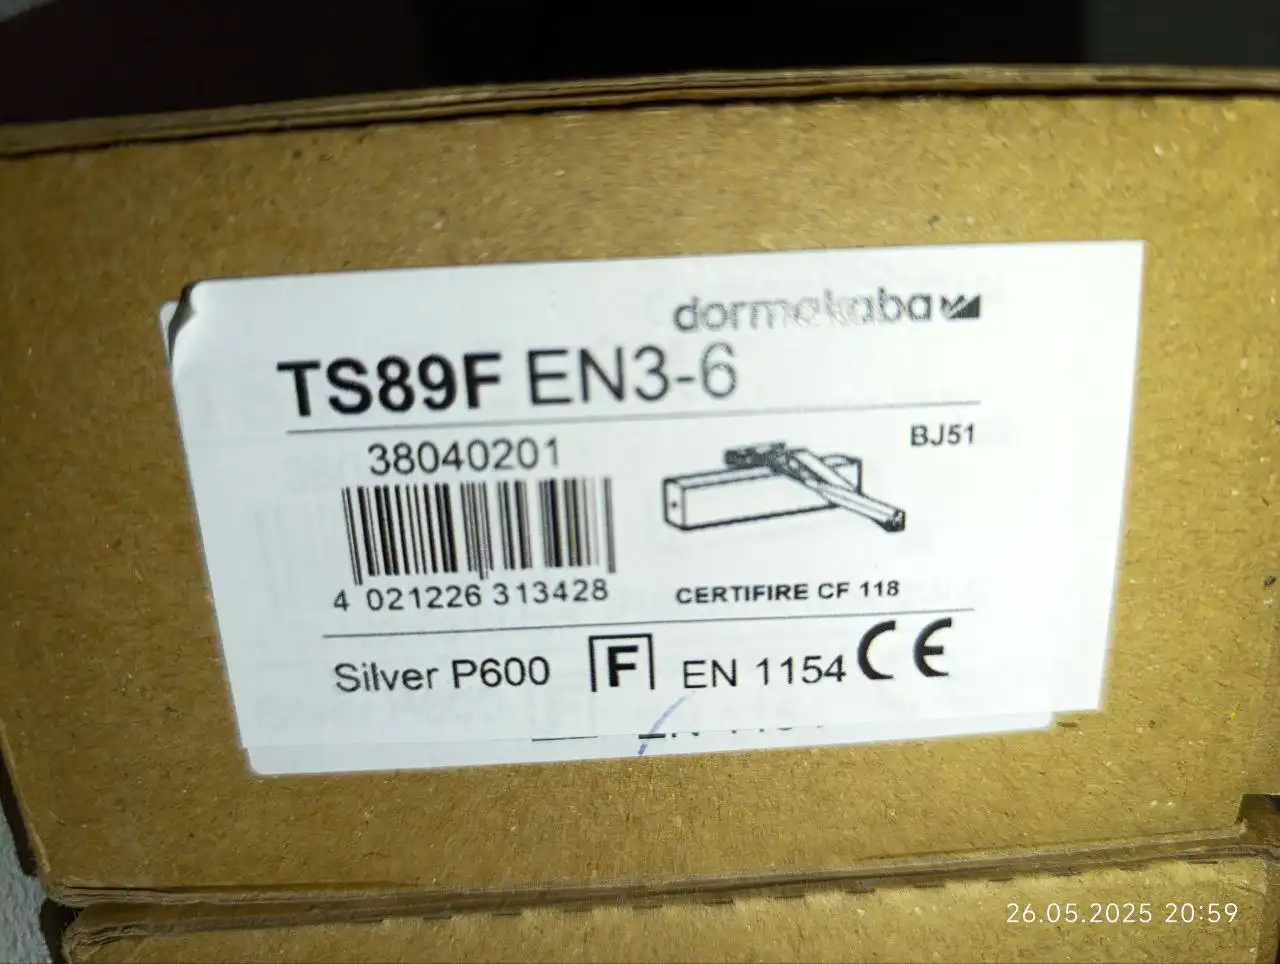 dormakaba
TS89F EN3-6
38040201
BJ51
4 021226 313428
CERTIFIRE CF 118
Silver P600 F EN 1154 CE
26.05.2025 20:59